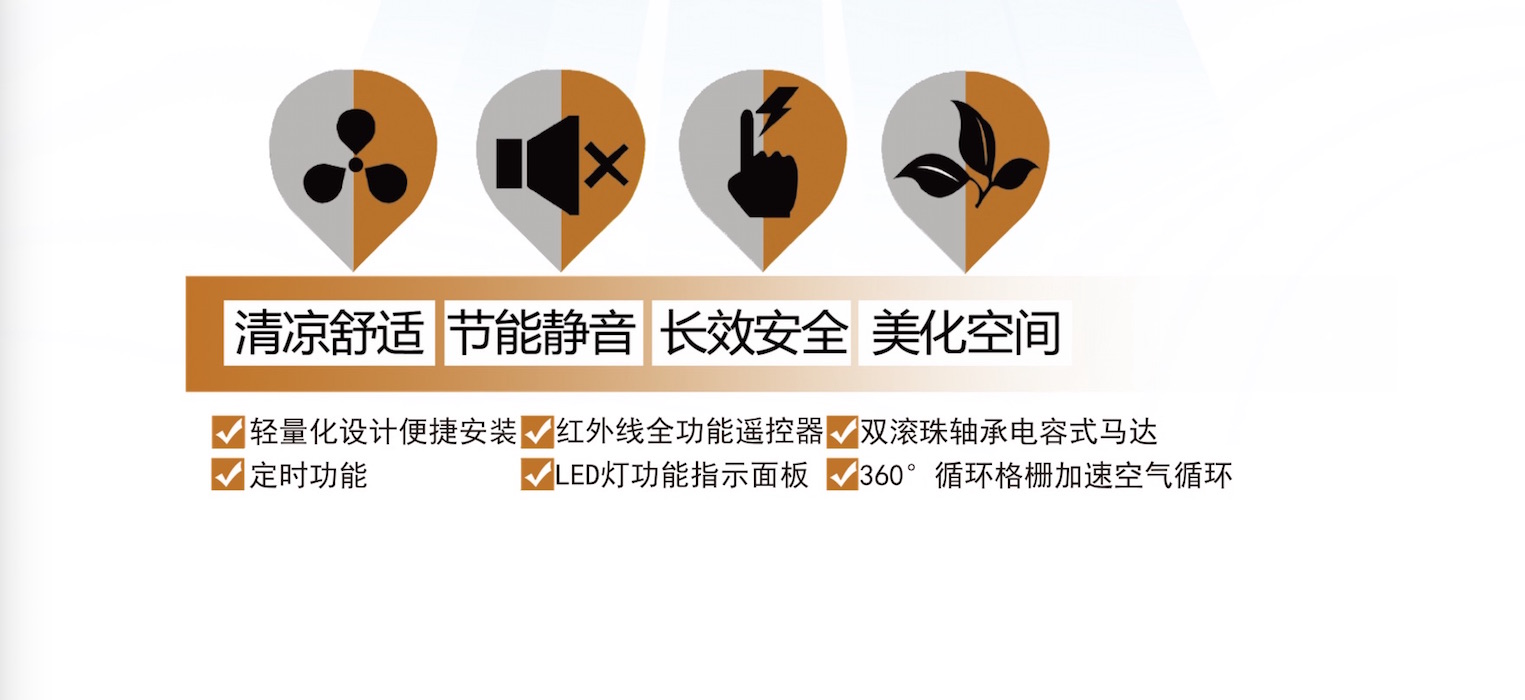 清凉舒适 节能静音 长效安全 美化空间
轻量化设计便捷安装 红外线全功能遥控器 双滚珠轴承电容式马达
定时功能 LED灯功能指示面板 360°循环格栅加速空气循环